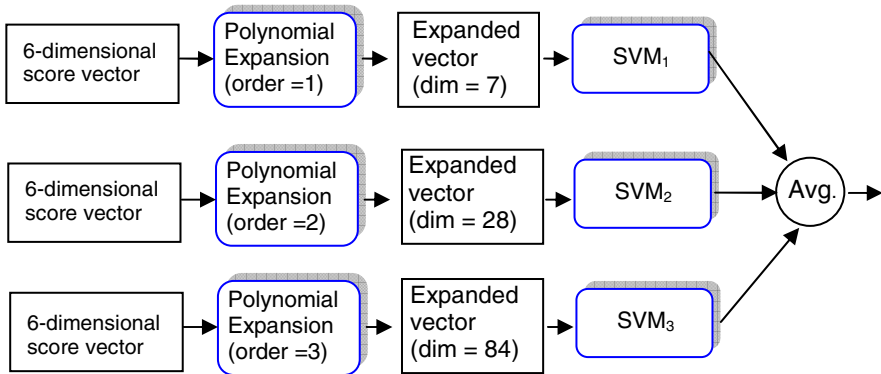 6-dimensional
score vector
Polynomial
Expansion
(order =1)
Expanded
vector
(dim = 7)
SVM₁
6-dimensional
score vector
Polynomial
Expansion
(order =2)
Expanded
vector
(dim = 28)
SVM₂
Avg.
6-dimensional
score vector
Polynomial
Expansion
(order =3)
Expanded
vector
(dim = 84)
SVM₃